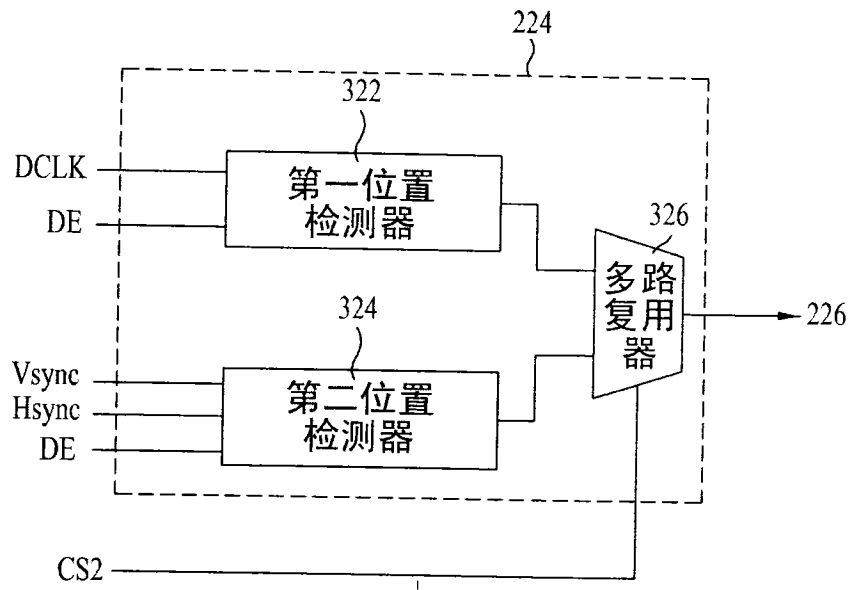 224
322
DCLK
DE
第一位置
检测器
326
多路
复用
器
226
324
Vsync
Hsync
DE
第二位置
检测器
CS2